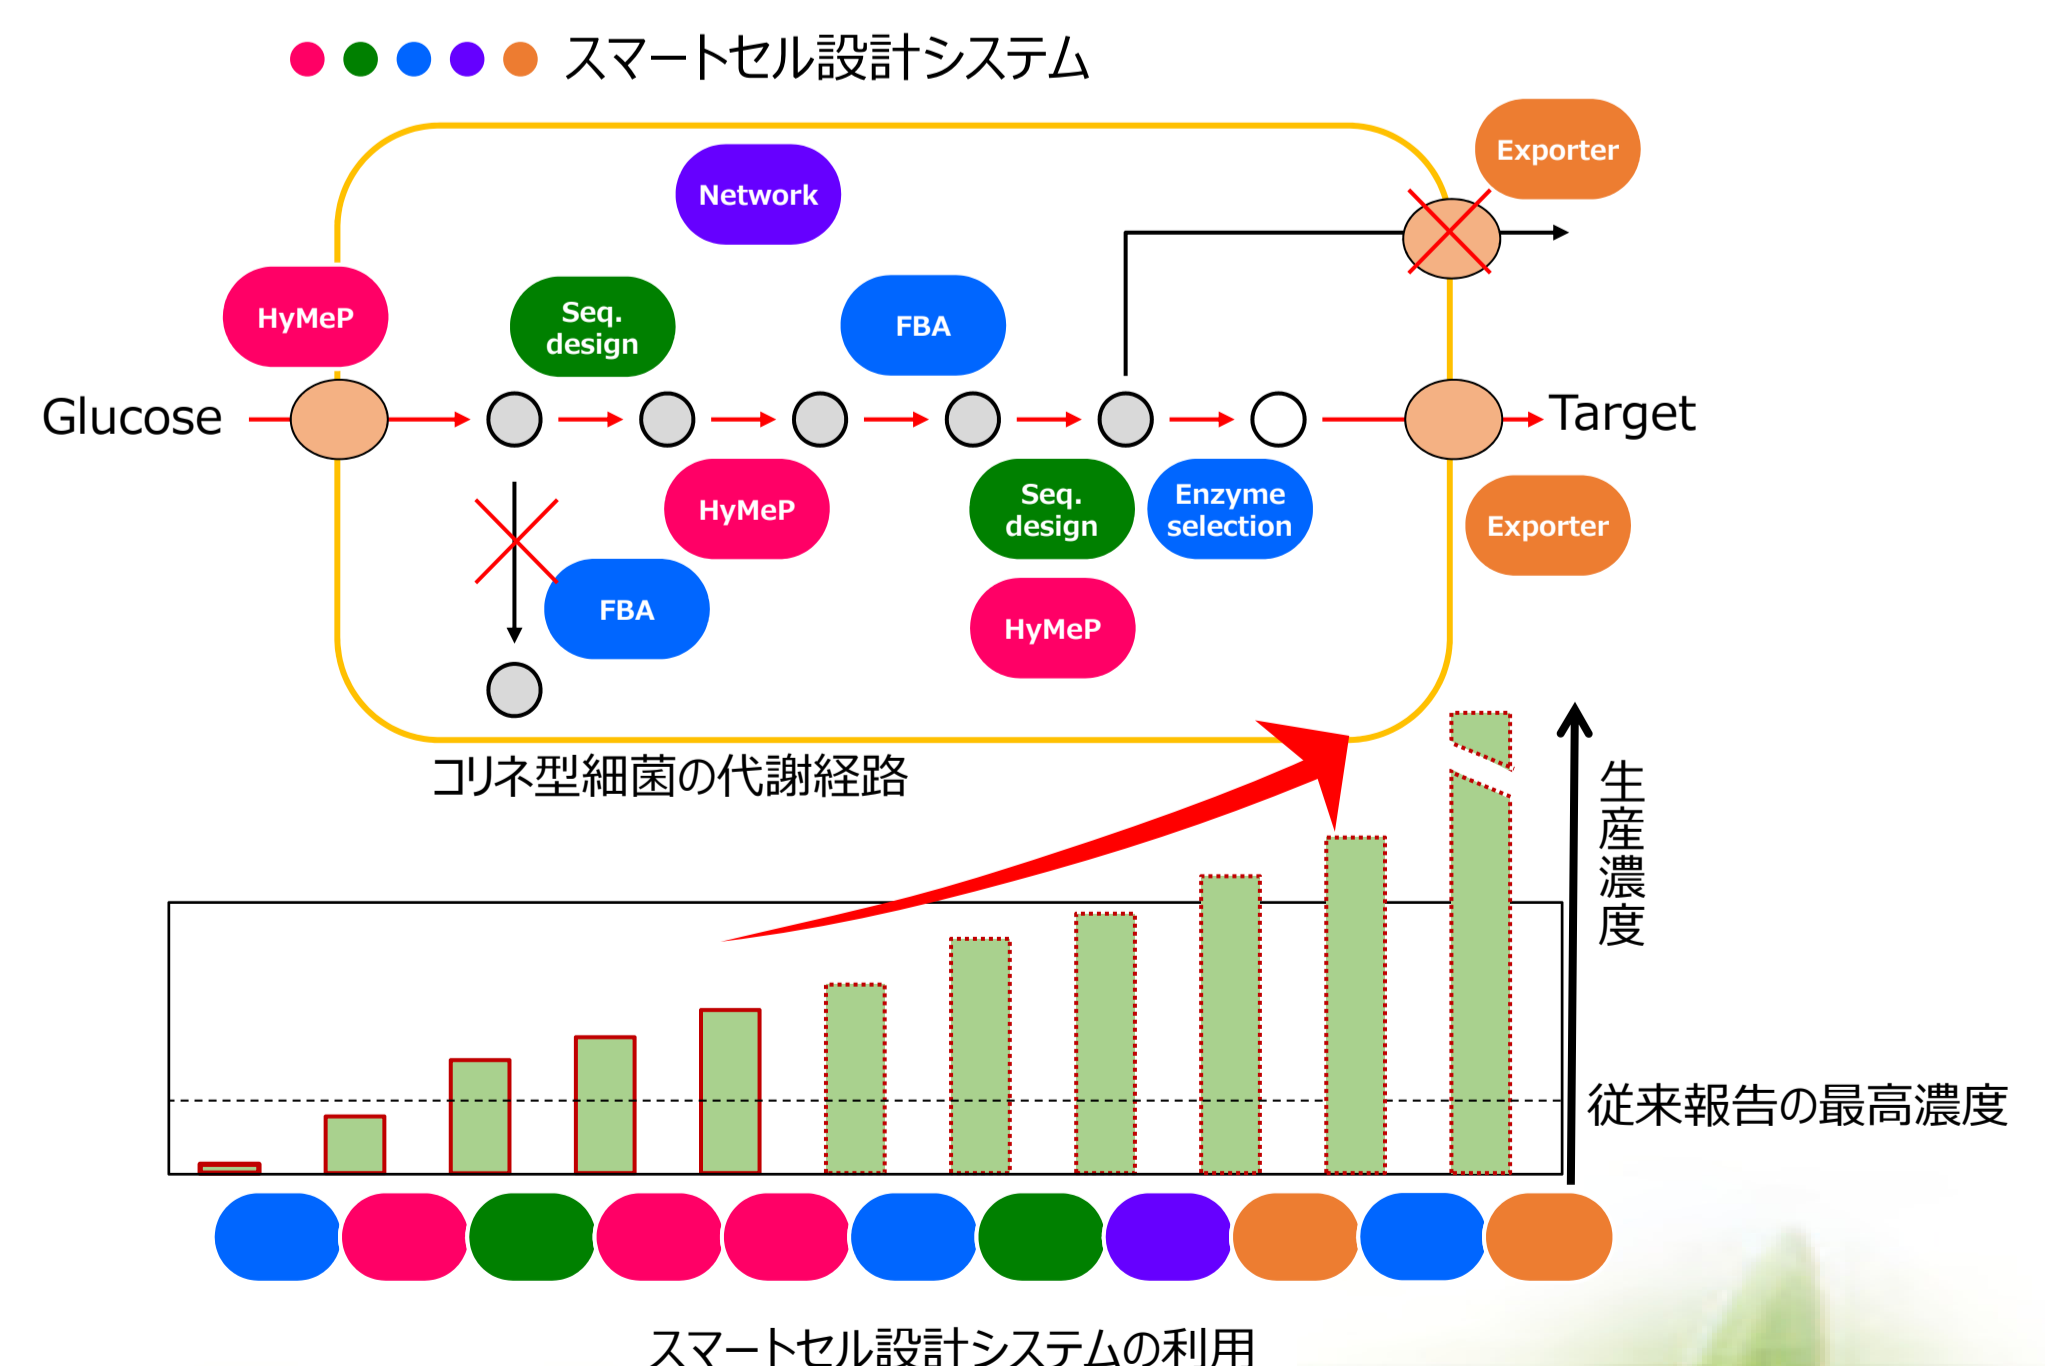 スマートセル設計システム
Exporter
Network
HyMeP
Seq.
design
FBA
Glucose
Target
HyMeP
Seq.
design
Enzyme
selection
Exporter
FBA
HyMeP
コリネ型細菌の代謝経路
生産濃度
従来報告の最高濃度
スマートセル設計システムの利用